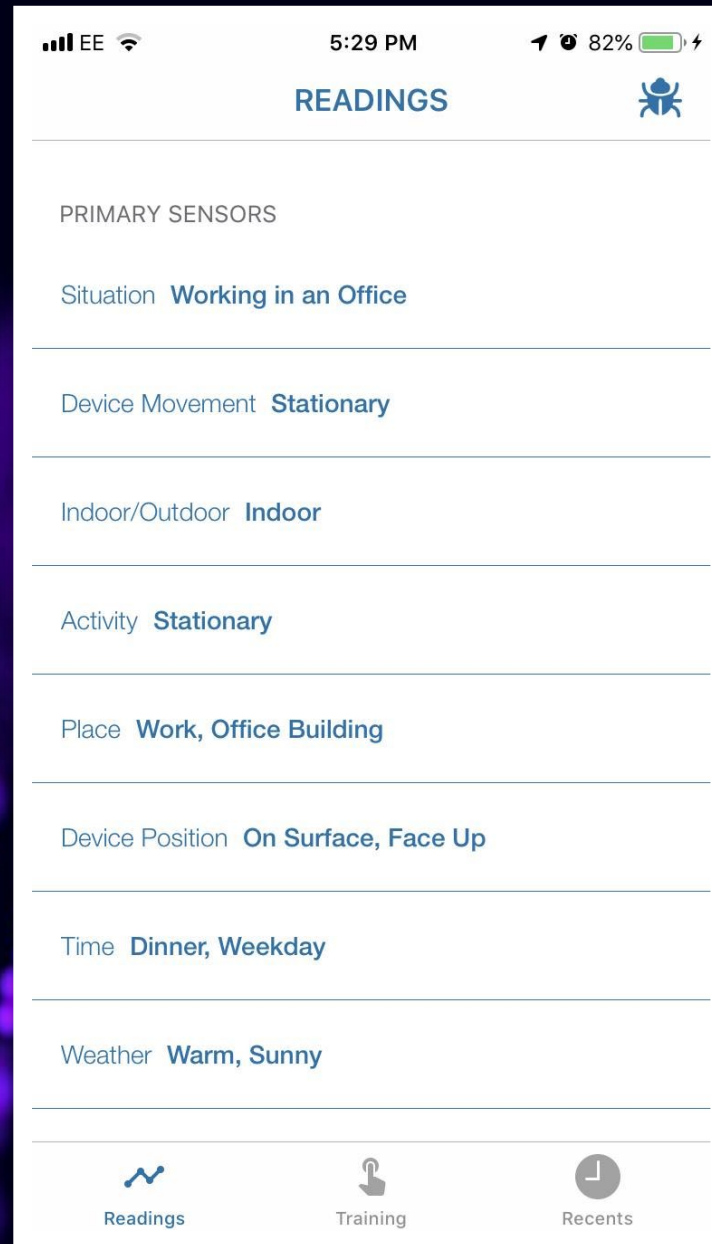 EE 5:29 PM 82%
READINGS
PRIMARY SENSORS
Situation Working in an Office
Device Movement Stationary
Indoor/Outdoor Indoor
Activity Stationary
Place Work, Office Building
Device Position On Surface, Face Up
Time Dinner, Weekday
Weather Warm, Sunny
Readings Training Recents